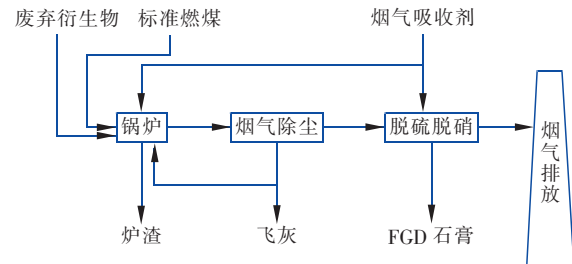 废弃衍生物
标准燃煤
烟气吸收剂
锅炉
烟气除尘
脱硫脱硝
烟气排放
炉渣
飞灰
FGD 石膏